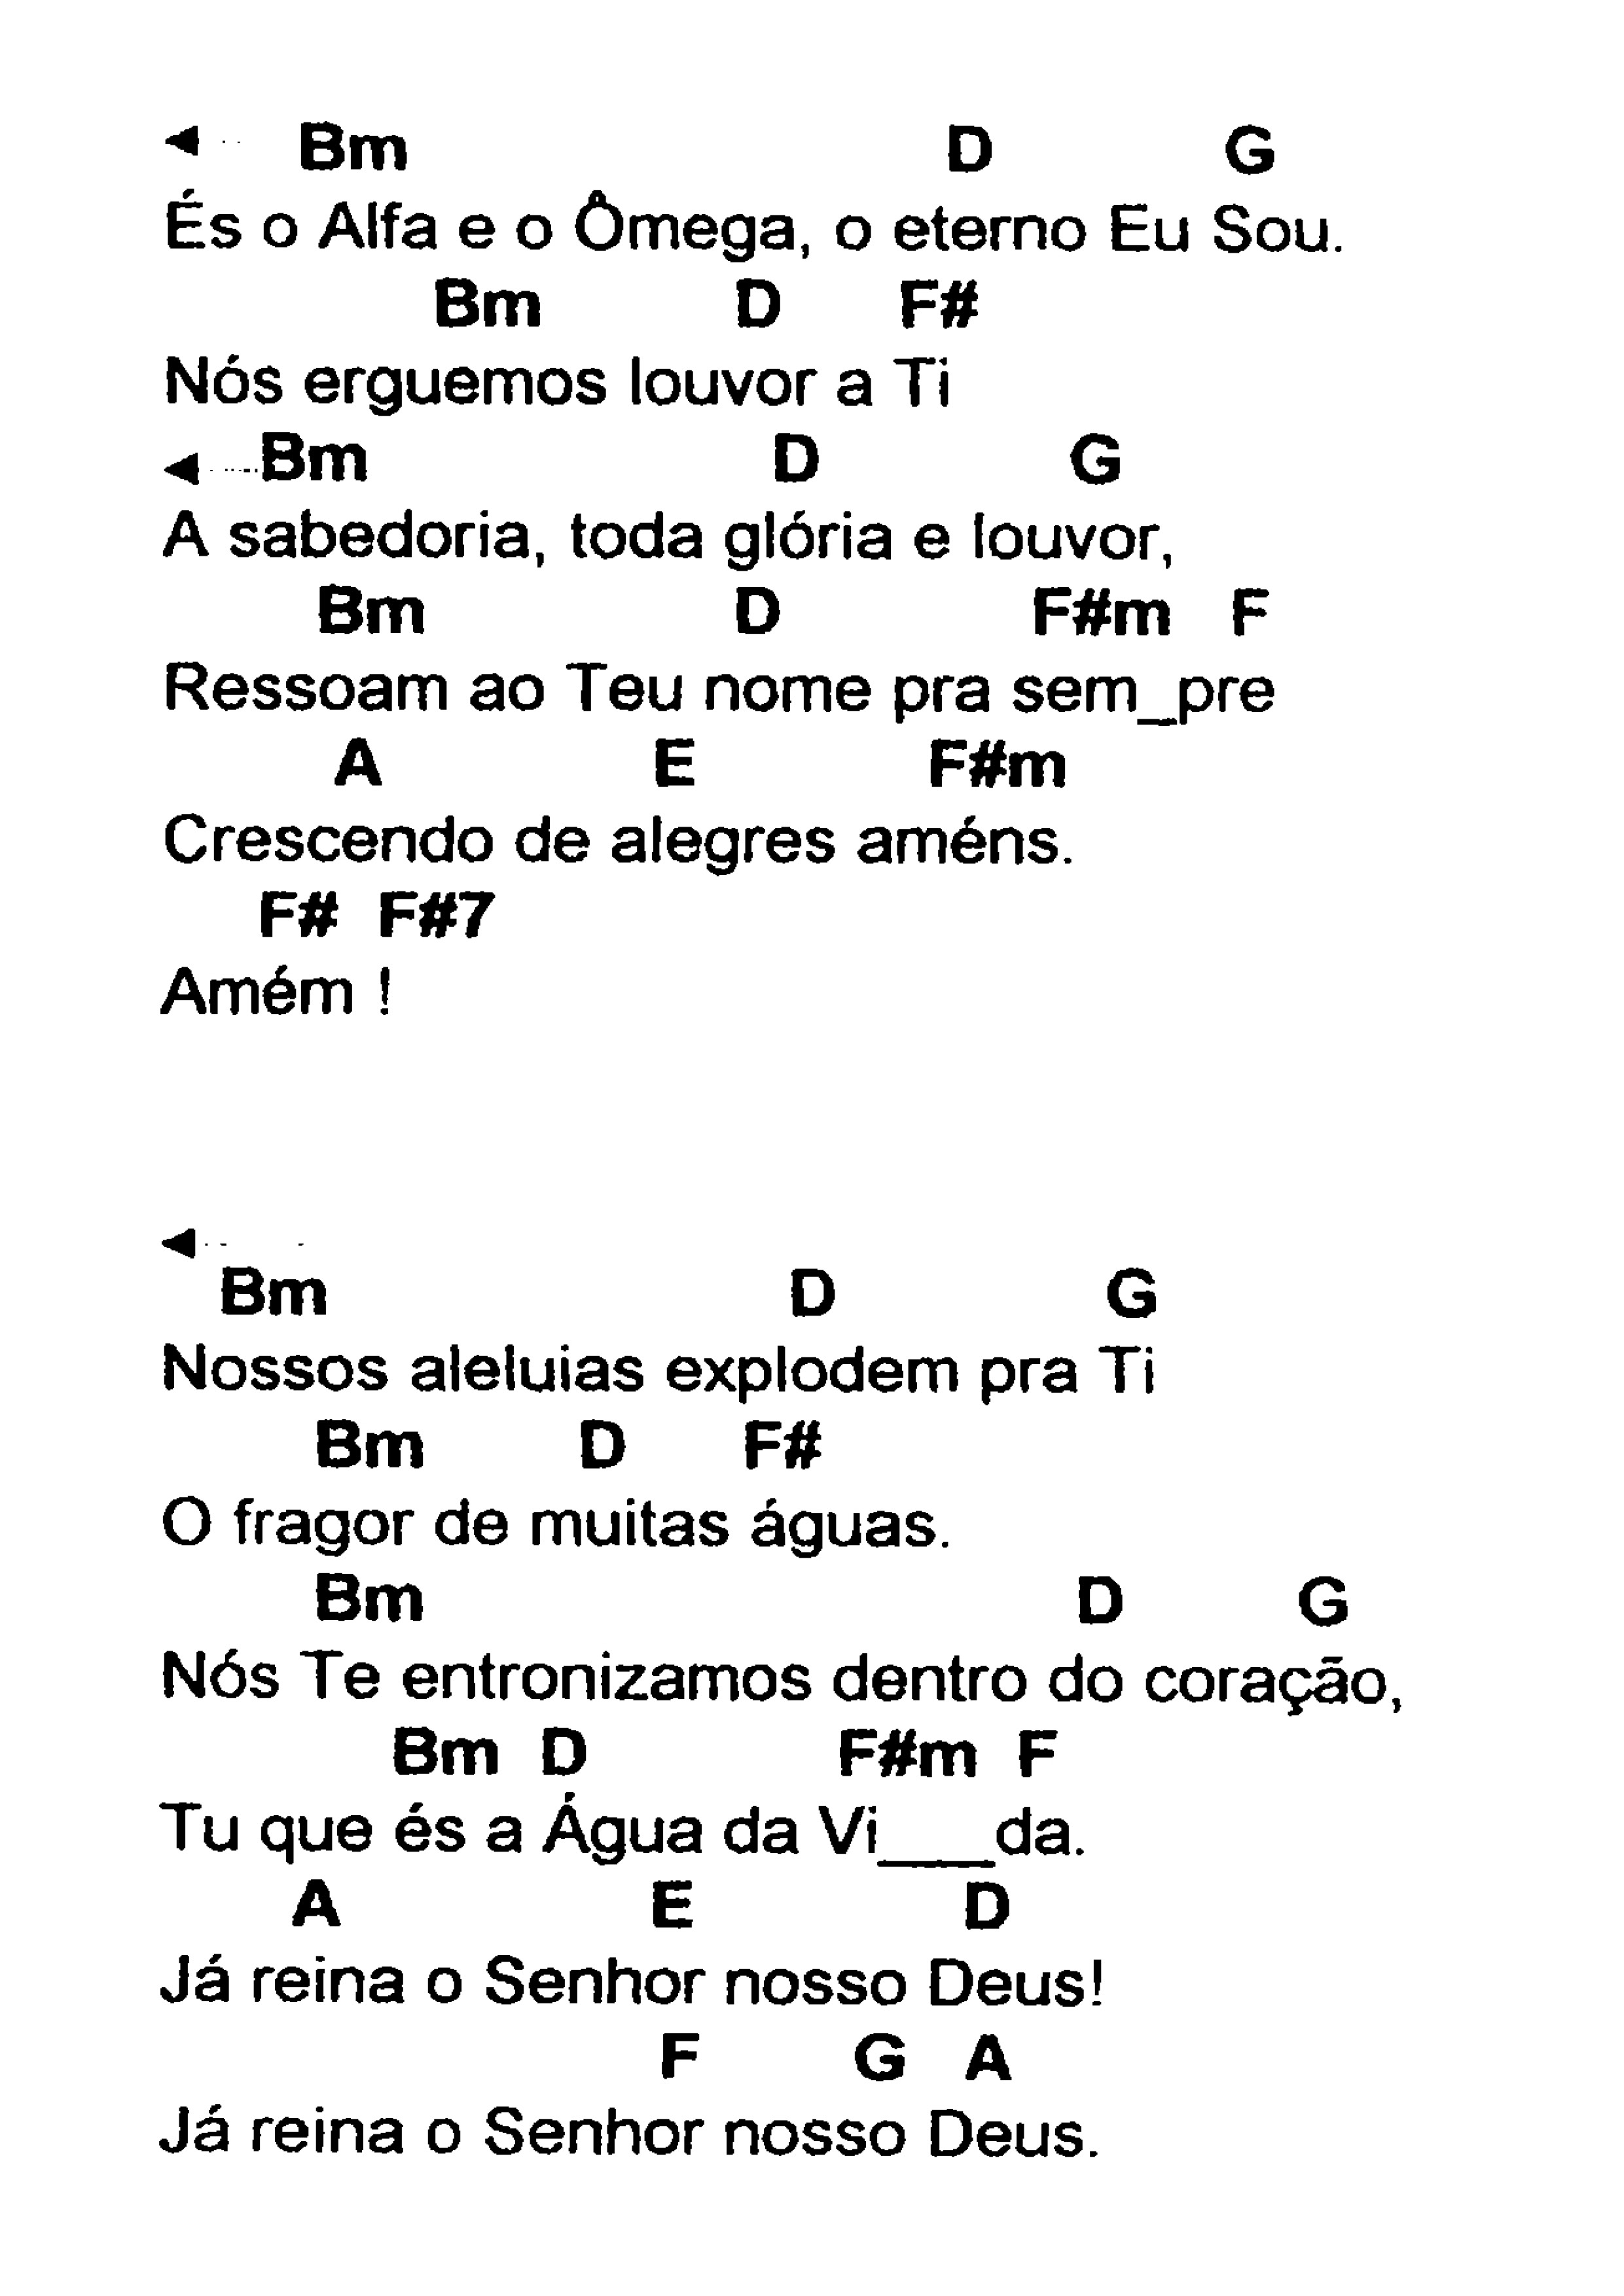 Bm D G
És o Alfa e o Ômega, o eterno Eu Sou.
Bm D F#
Nós erguemos louvor a Ti
Bm D G
A sabedoria, toda glória e louvor,
Bm D F#m F
Ressoam ao Teu nome pra sem_pre
A E F#m
Crescendo de alegres améns.
F# F#7
Amém !
Bm D G
Nossos aleluias explodem pra Ti
Bm D F#
O fragor de muitas águas.
Bm D G
Nós Te entronizamos dentro do coração,
Bm D F#m F
Tu que és a Água da Vi___da.
A E D
Já reina o Senhor nosso Deus!
F G A
Já reina o Senhor nosso Deus.